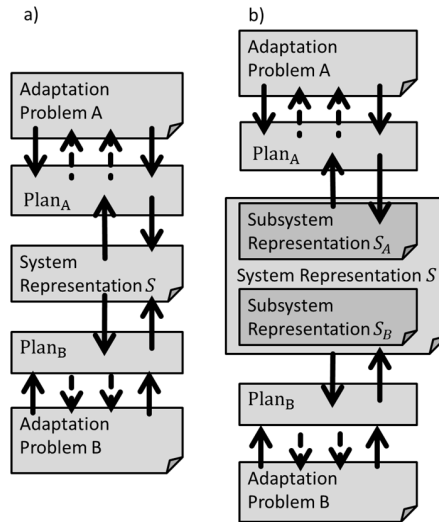 a)
Adaptation
Problem A
Plan_A
System
Representation S
Plan_B
Adaptation
Problem B
b)
Adaptation
Problem A
Plan_A
Subsystem
Representation S_A
System Representation S
Subsystem
Representation S_B
Plan_B
Adaptation
Problem B